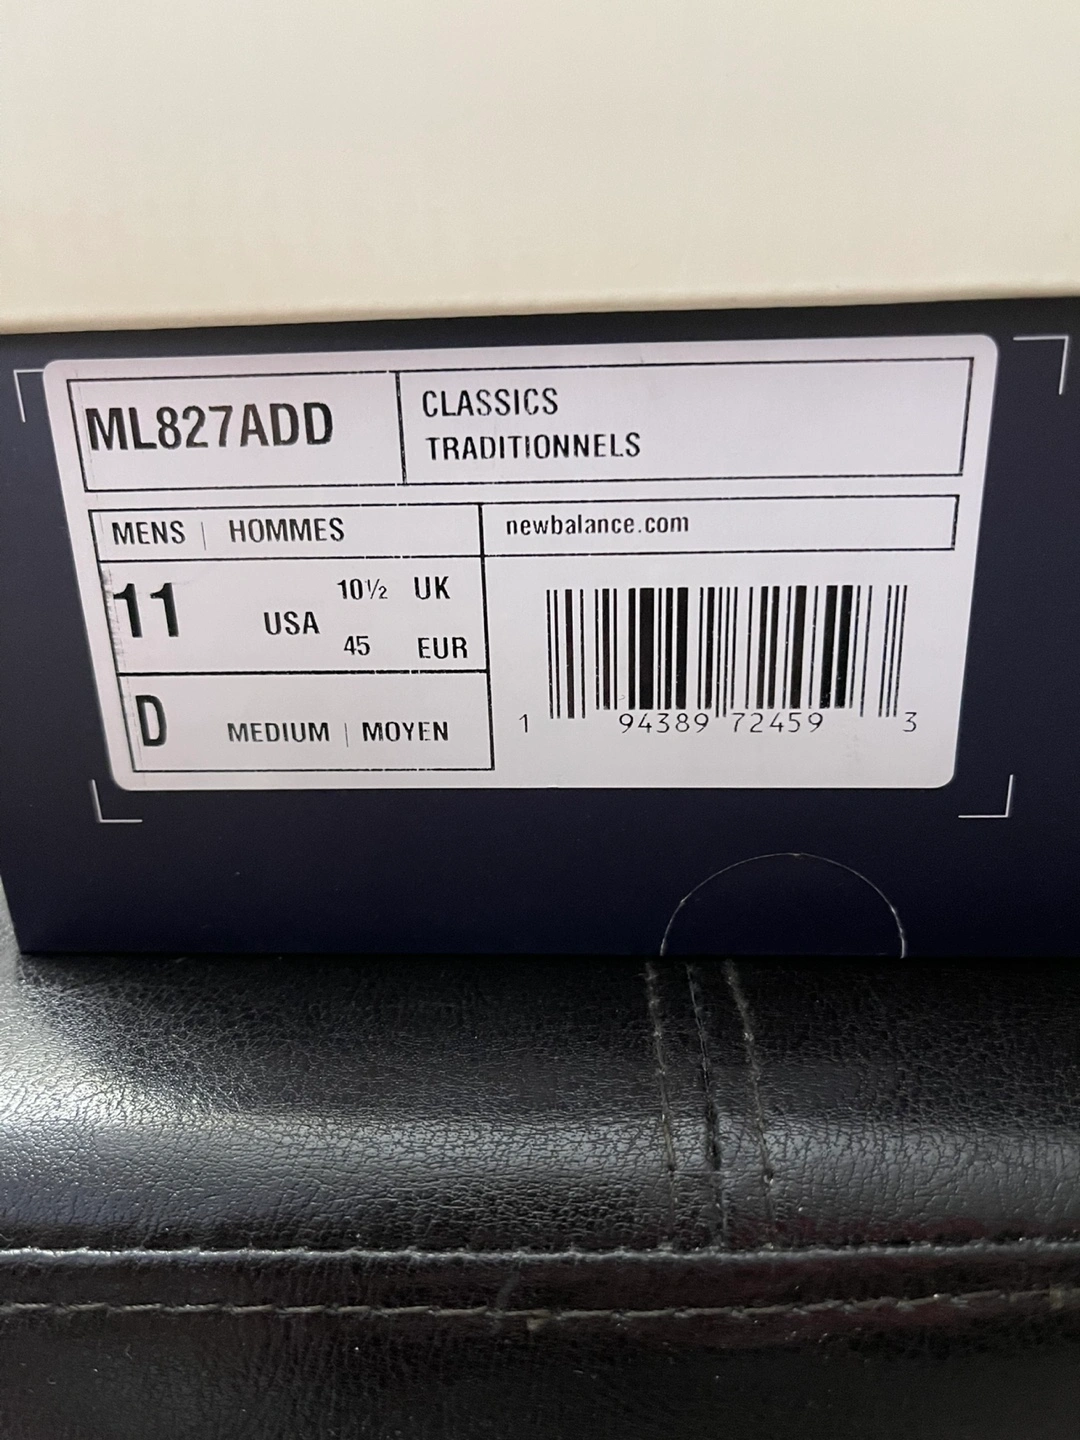 ML827ADD
CLASSICS
TRADITIONNELS
MENS | HOMMES
newbalance.com
11 USA
10½ UK
45 EUR
D MEDIUM | MOYEN
1 94389 72459 3